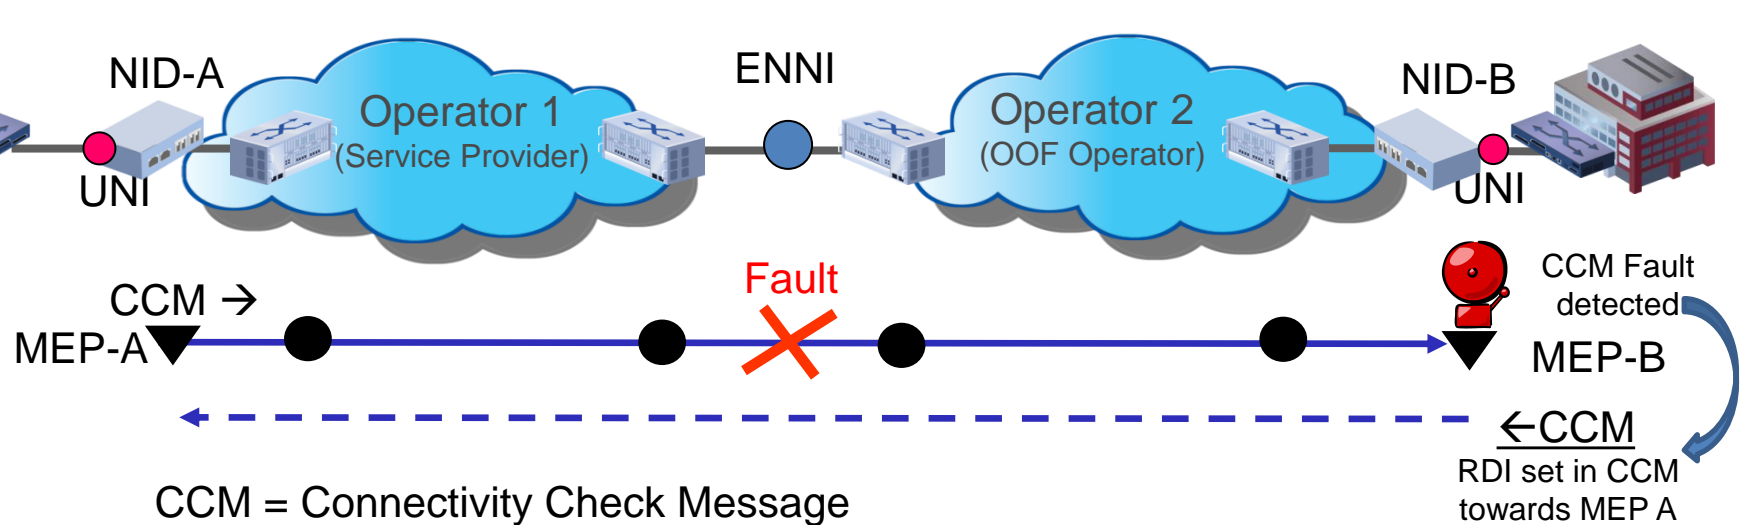 NID-A
ENNI
NID-B
Operator 1
(Service Provider)
Operator 2
(OOF Operator)
UNI
UNI
Fault
CCM Fault
detected
CCM →
MEP-A
MEP-B
←CCM
RDI set in CCM
towards MEP A
CCM = Connectivity Check Message